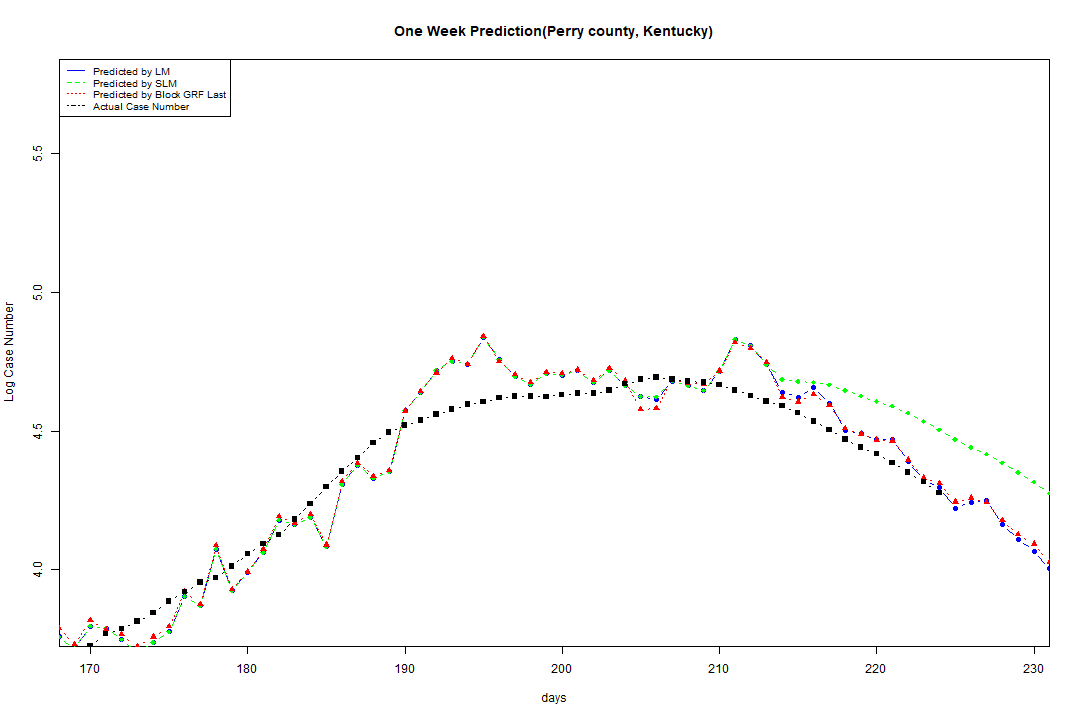 One Week Prediction(Perry county, Kentucky)
Predicted by LM
Predicted by SLM
Predicted by Block GRF Last
Actual Case Number
5.5
5.0
4.5
4.0
Log Case Number
170 180 190 200 210 220 230
days